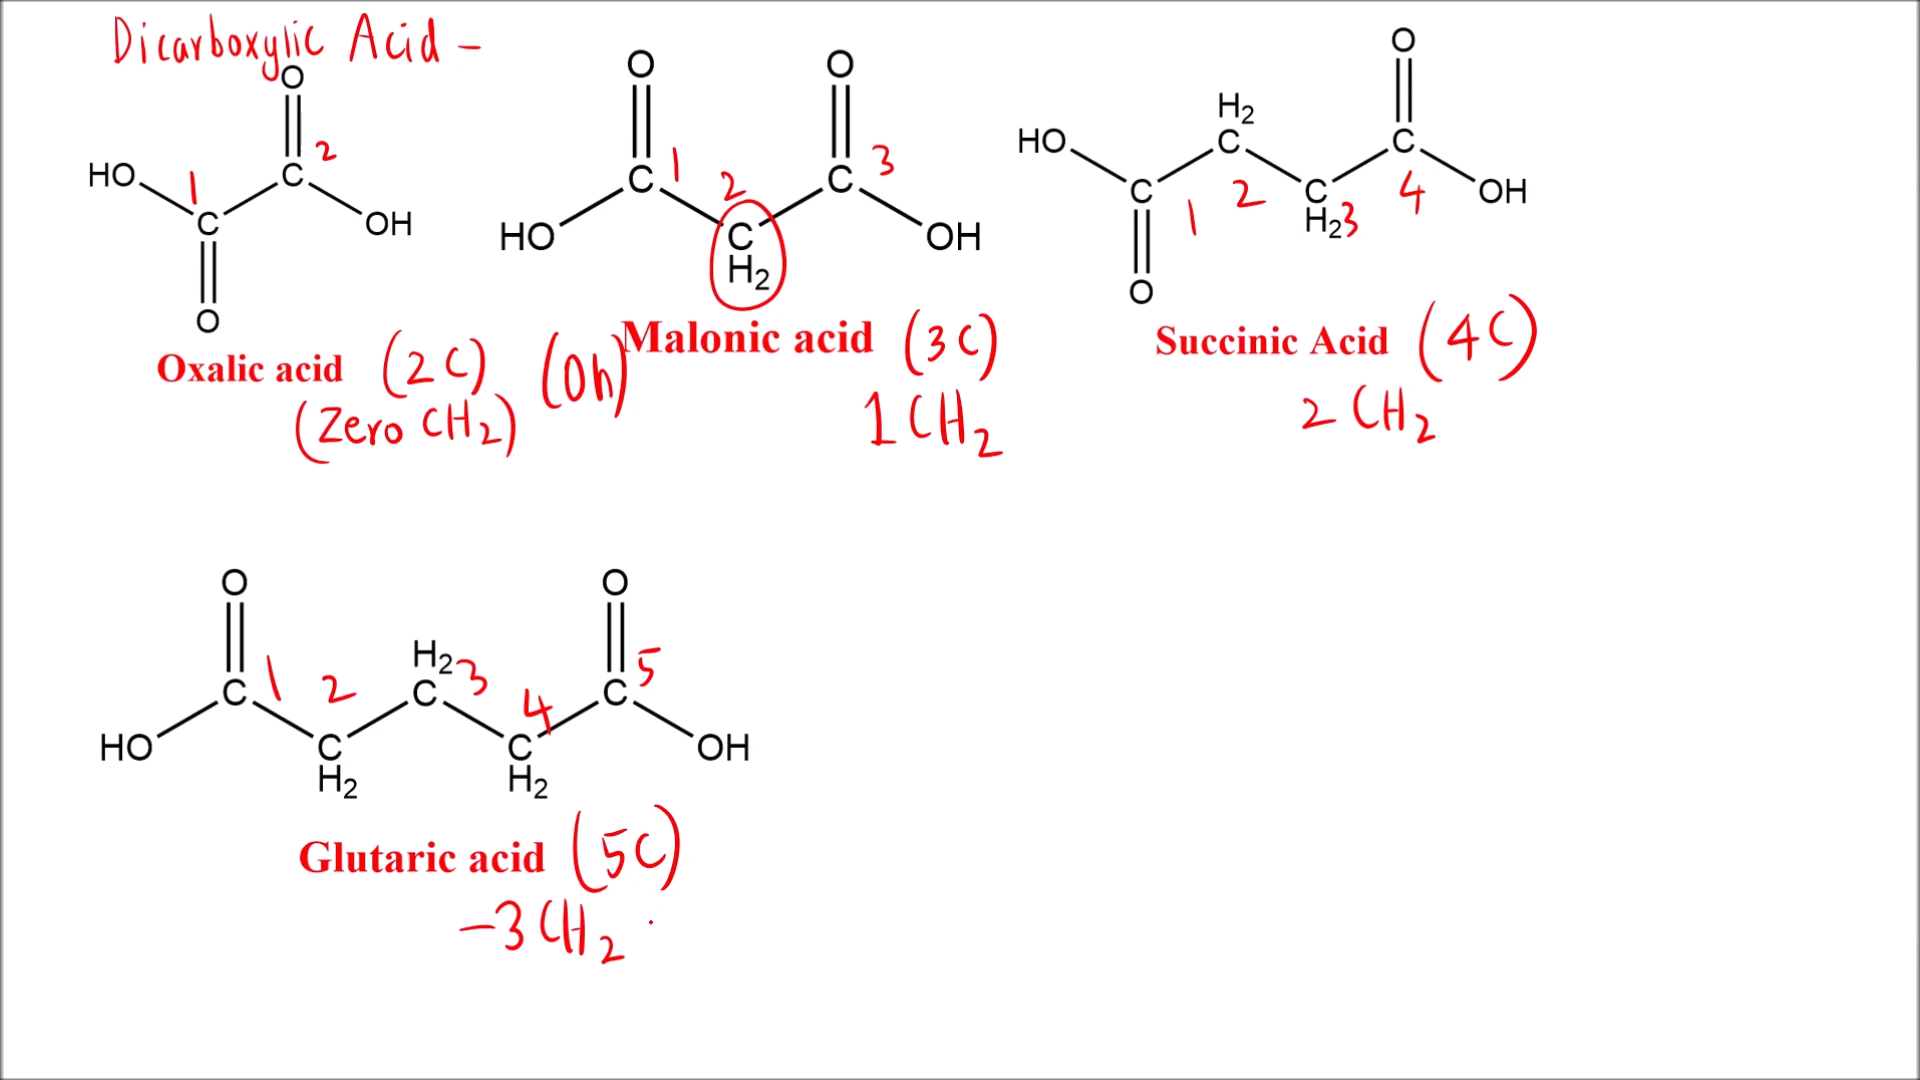 Dicarboxylic Acid -
O
HO 1 C C 2 OH
O
Oxalic acid (2C)
(Zero CH2) (Oh)
O O
HO C 1 2 C 3 OH
C
H2
Malonic acid (3C)
1 CH2
O
HO H2
C C
C 1 2 C 3 4 OH
H2
O
Succinic Acid (4C)
2 CH2
O O
H2 3 5
C 1 2 C 4 C
HO C C OH
H2 H2
Glutaric acid (5C)
-3 CH2